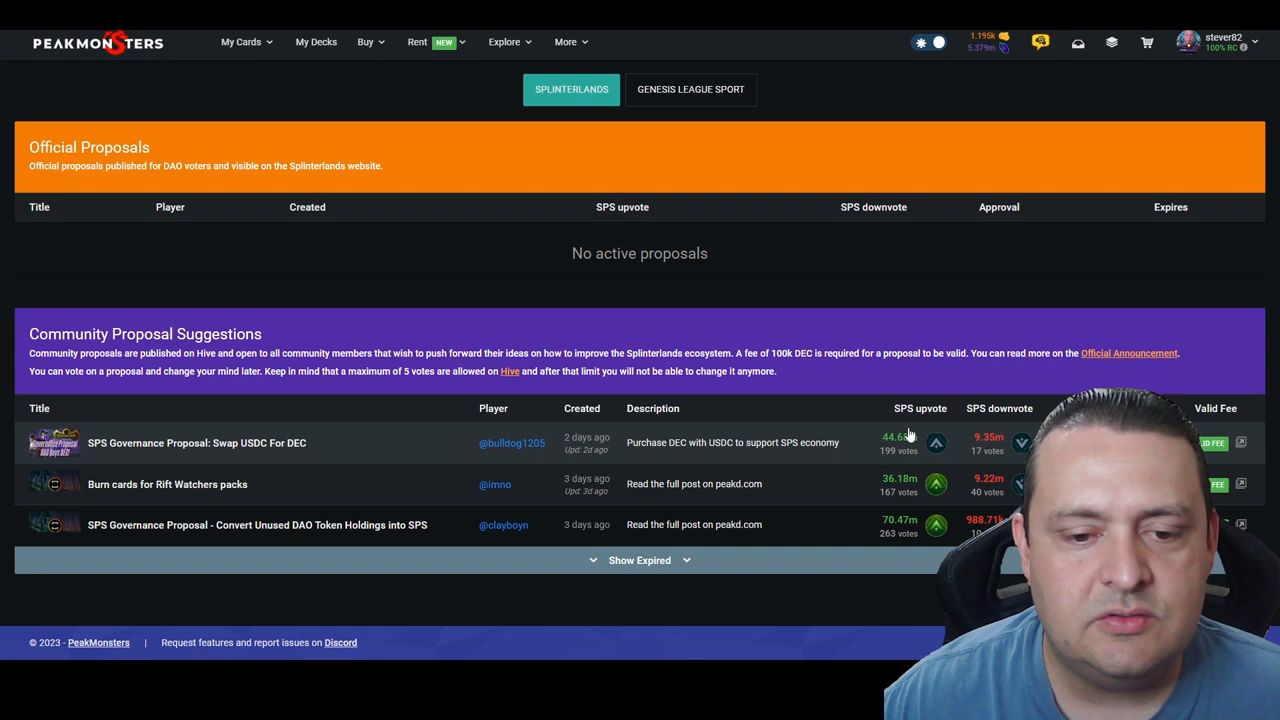 PEAKMONSTERS
My Cards My Decks Buy Rent NEW Explore More 1.195k 5.379m stever82 100% RC
SPLINTERLANDS GENESIS LEAGUE SPORT
Official Proposals
Official proposals published for DAO voters and visible on the Splinterlands website.
Title Player Created SPS upvote SPS downvote Approval Expires
No active proposals
Community Proposal Suggestions
Community proposals are published on Hive and open to all community members that wish to push forward their ideas on how to improve the Splinterlands ecosystem. A fee of 100k DEC is required for a proposal to be valid. You can read more on the Official Announcement.
You can vote on a proposal and change your mind later. Keep in mind that a maximum of 5 votes are allowed on Hive and after that limit you will not be able to change it anymore.
Title Player Created Description SPS upvote SPS downvote Valid Fee
SPS Governance Proposal: Swap USDC For DEC @bulldog1205 2 days ago Purchase DEC with USDC to support SPS economy 9.35m
Upd: 2d ago 199 votes 17 votes
Burn cards for Rift Watchers packs @imno 3 days ago Read the full post on peakd.com 36.18m 9.22m FEE
Upd: 3d ago 167 votes 40 votes
SPS Governance Proposal - Convert Unused DAO Token Holdings into SPS @clayboyn 3 days ago Read the full post on peakd.com 70.47m
263 votes
Show Expired
© 2023 - PeakMonsters | Request features and report issues on Discord